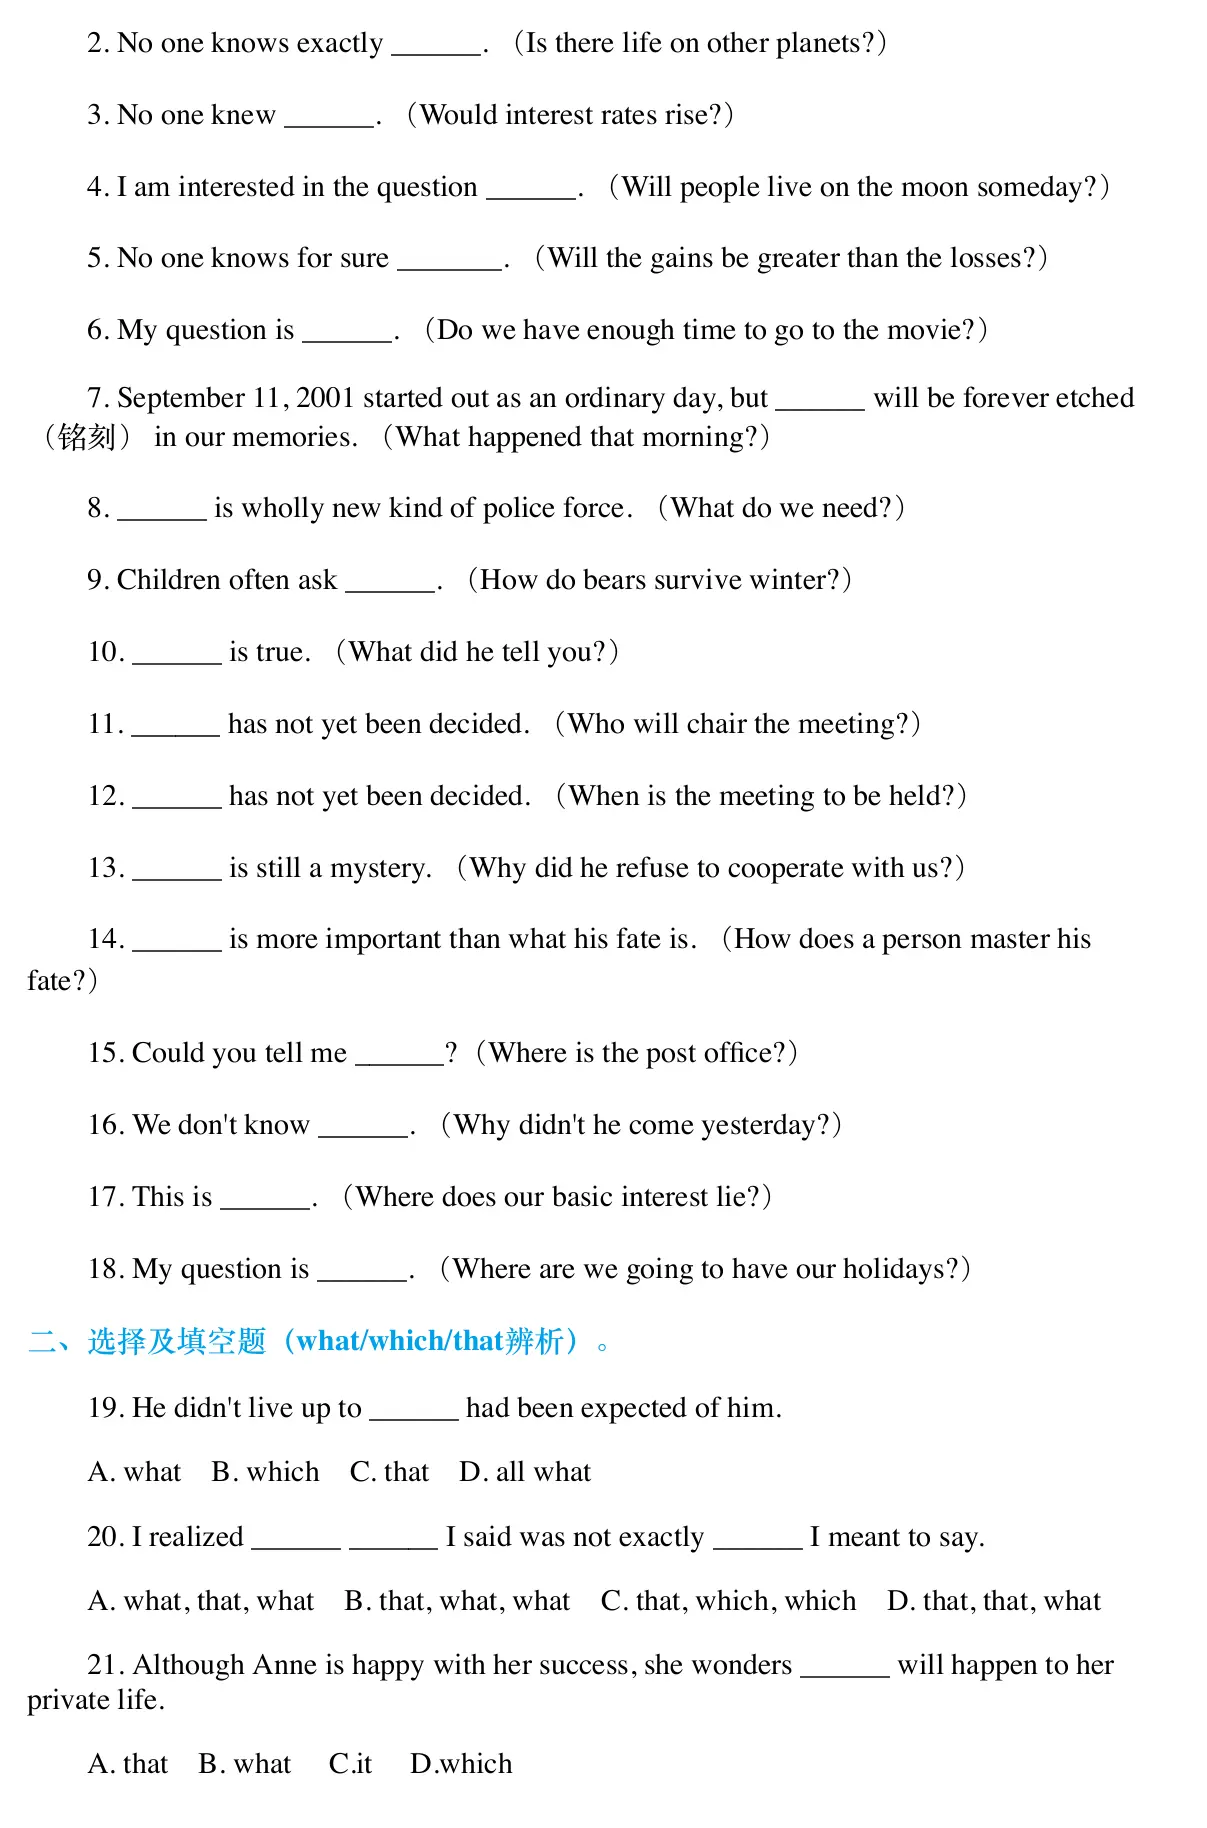 2. No one knows exactly ______. （Is there life on other planets?）
3. No one knew ______. （Would interest rates rise?）
4. I am interested in the question ______. （Will people live on the moon someday?）
5. No one knows for sure _______. （Will the gains be greater than the losses?）
6. My question is ______. （Do we have enough time to go to the movie?）
7. September 11, 2001 started out as an ordinary day, but ______ will be forever etched
（铭刻） in our memories. （What happened that morning?）
8. ______ is wholly new kind of police force. （What do we need?）
9. Children often ask ______. （How do bears survive winter?）
10. ______ is true. （What did he tell you?）
11. ______ has not yet been decided. （Who will chair the meeting?）
12. ______ has not yet been decided. （When is the meeting to be held?）
13. ______ is still a mystery. （Why did he refuse to cooperate with us?）
14. ______ is more important than what his fate is. （How does a person master his
fate?）
15. Could you tell me ______?（Where is the post office?）
16. We don't know ______. （Why didn't he come yesterday?）
17. This is ______. （Where does our basic interest lie?）
18. My question is ______. （Where are we going to have our holidays?）
二、选择及填空题（what/which/that辨析）。
19. He didn't live up to ______ had been expected of him.
A. what B. which C. that D. all what
20. I realized ______ ______ I said was not exactly ______ I meant to say.
A. what, that, what B. that, what, what C. that, which, which D. that, that, what
21. Although Anne is happy with her success, she wonders ______ will happen to her
private life.
A. that B. what C.it D.which